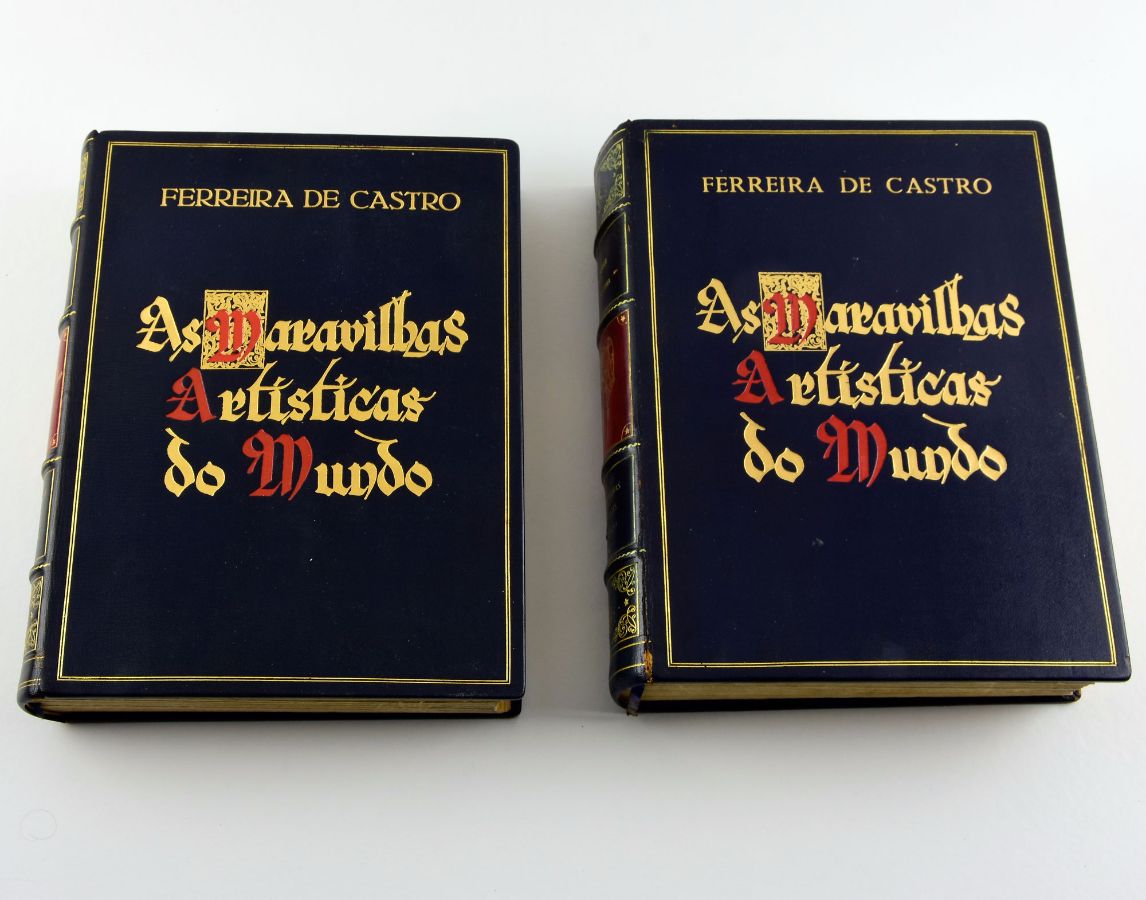 FERREIRA DE CASTRO
As Maravilhas
Artísticas
do Mundo
FERREIRA DE CASTRO
As Maravilhas
Artísticas
do Mundo